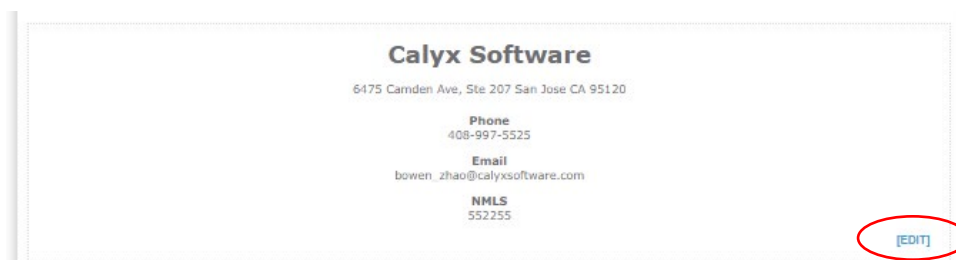 Calyx Software
6475 Camden Ave, Ste 207 San Jose CA 95120
Phone
408-997-5525
Email
bowen_zhao@calyxsoftware.com
NMLS
552255
[EDIT]